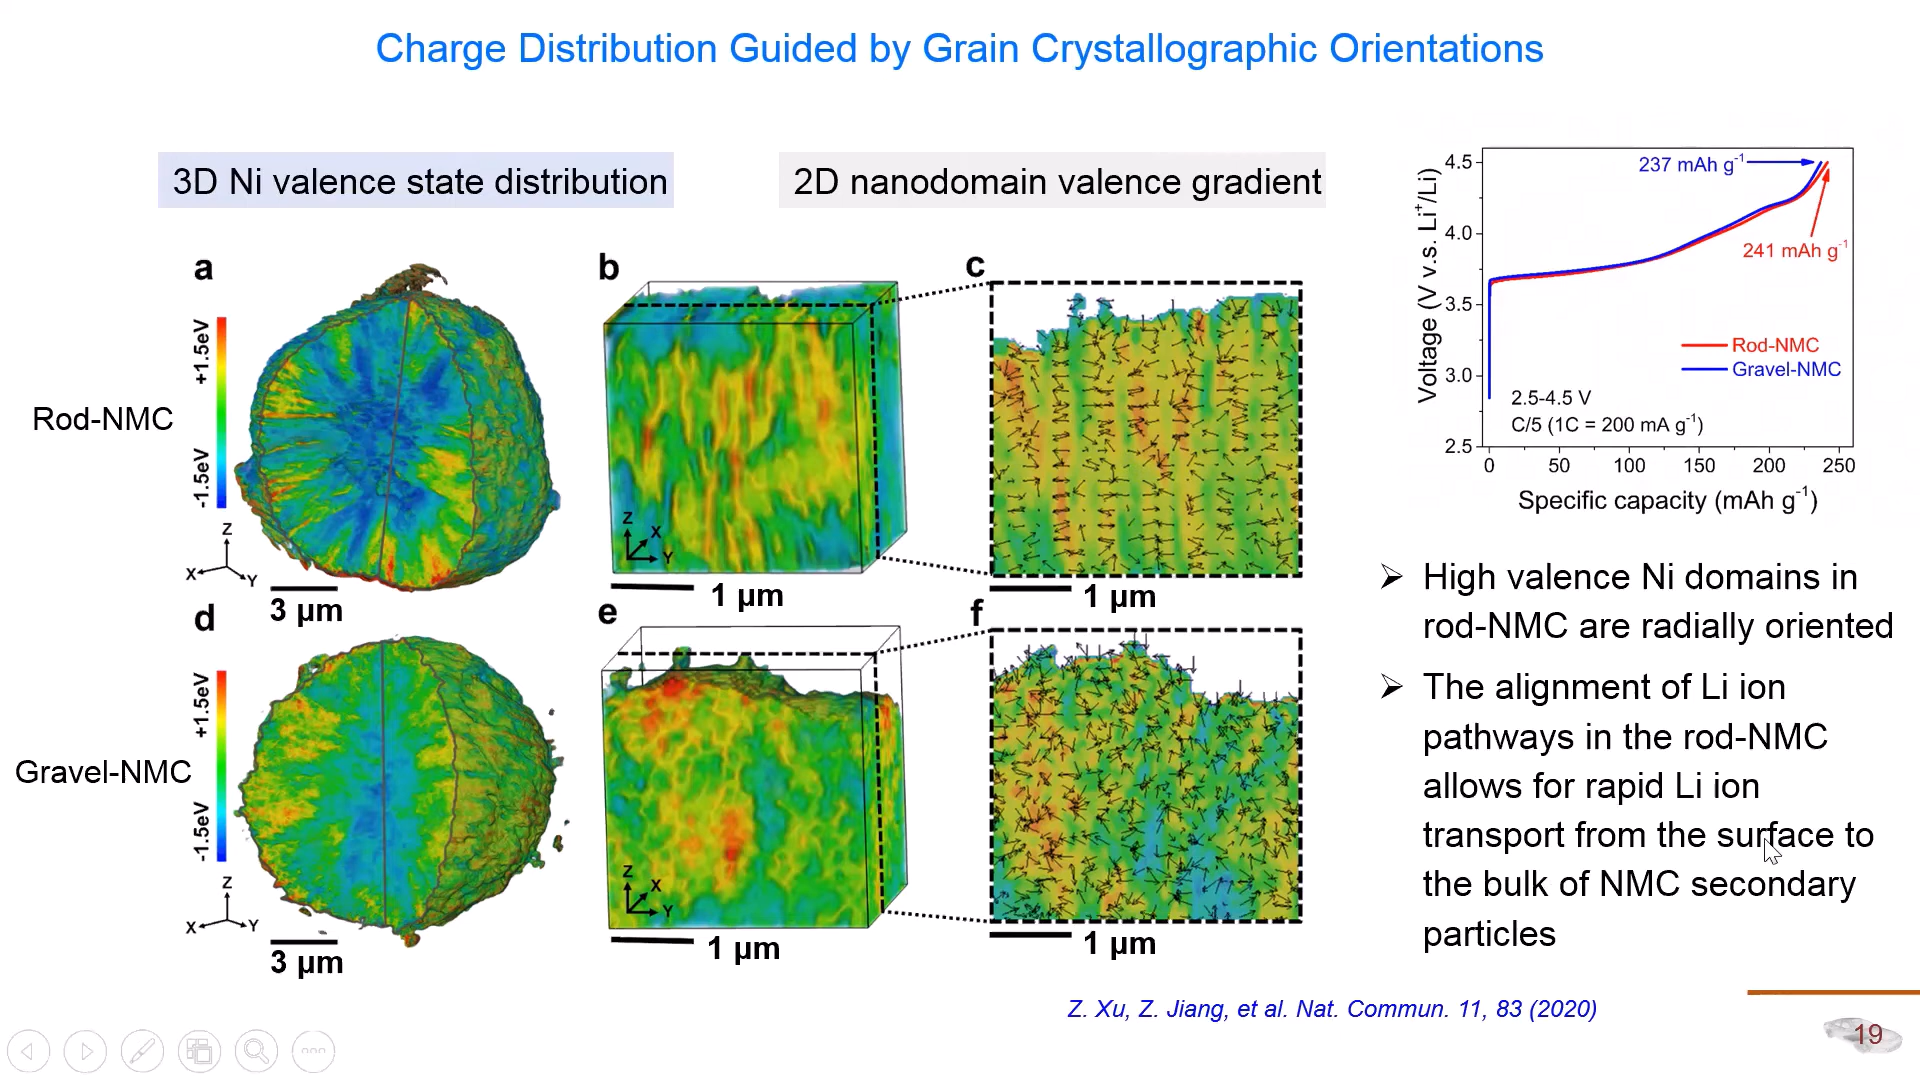 Charge Distribution Guided by Grain Crystallographic Orientations
3D Ni valence state distribution
2D nanodomain valence gradient
a
b
c
+1.5eV
-1.5eV
Rod-NMC
Z
X
Y
3 µm
Z
X
Y
1 µm
1 µm
d
e
f
+1.5eV
-1.5eV
Gravel-NMC
Z
X
Y
3 µm
Z
X
Y
1 µm
1 µm
Voltage (V v.s. Li⁺/Li)
4.5
4.0
3.5
3.0
2.5
237 mAh g⁻¹
241 mAh g⁻¹
Rod-NMC
Gravel-NMC
2.5-4.5 V
C/5 (1C = 200 mA g⁻¹)
0 50 100 150 200 250
Specific capacity (mAh g⁻¹)
➢ High valence Ni domains in
rod-NMC are radially oriented
➢ The alignment of Li ion
pathways in the rod-NMC
allows for rapid Li ion
transport from the surface to
the bulk of NMC secondary
particles
Z. Xu, Z. Jiang, et al. Nat. Commun. 11, 83 (2020)
19